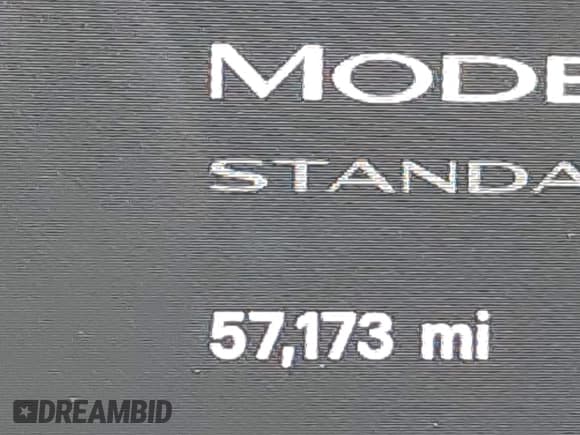 MODE
STANDA
57,173 mi
DREAMBID